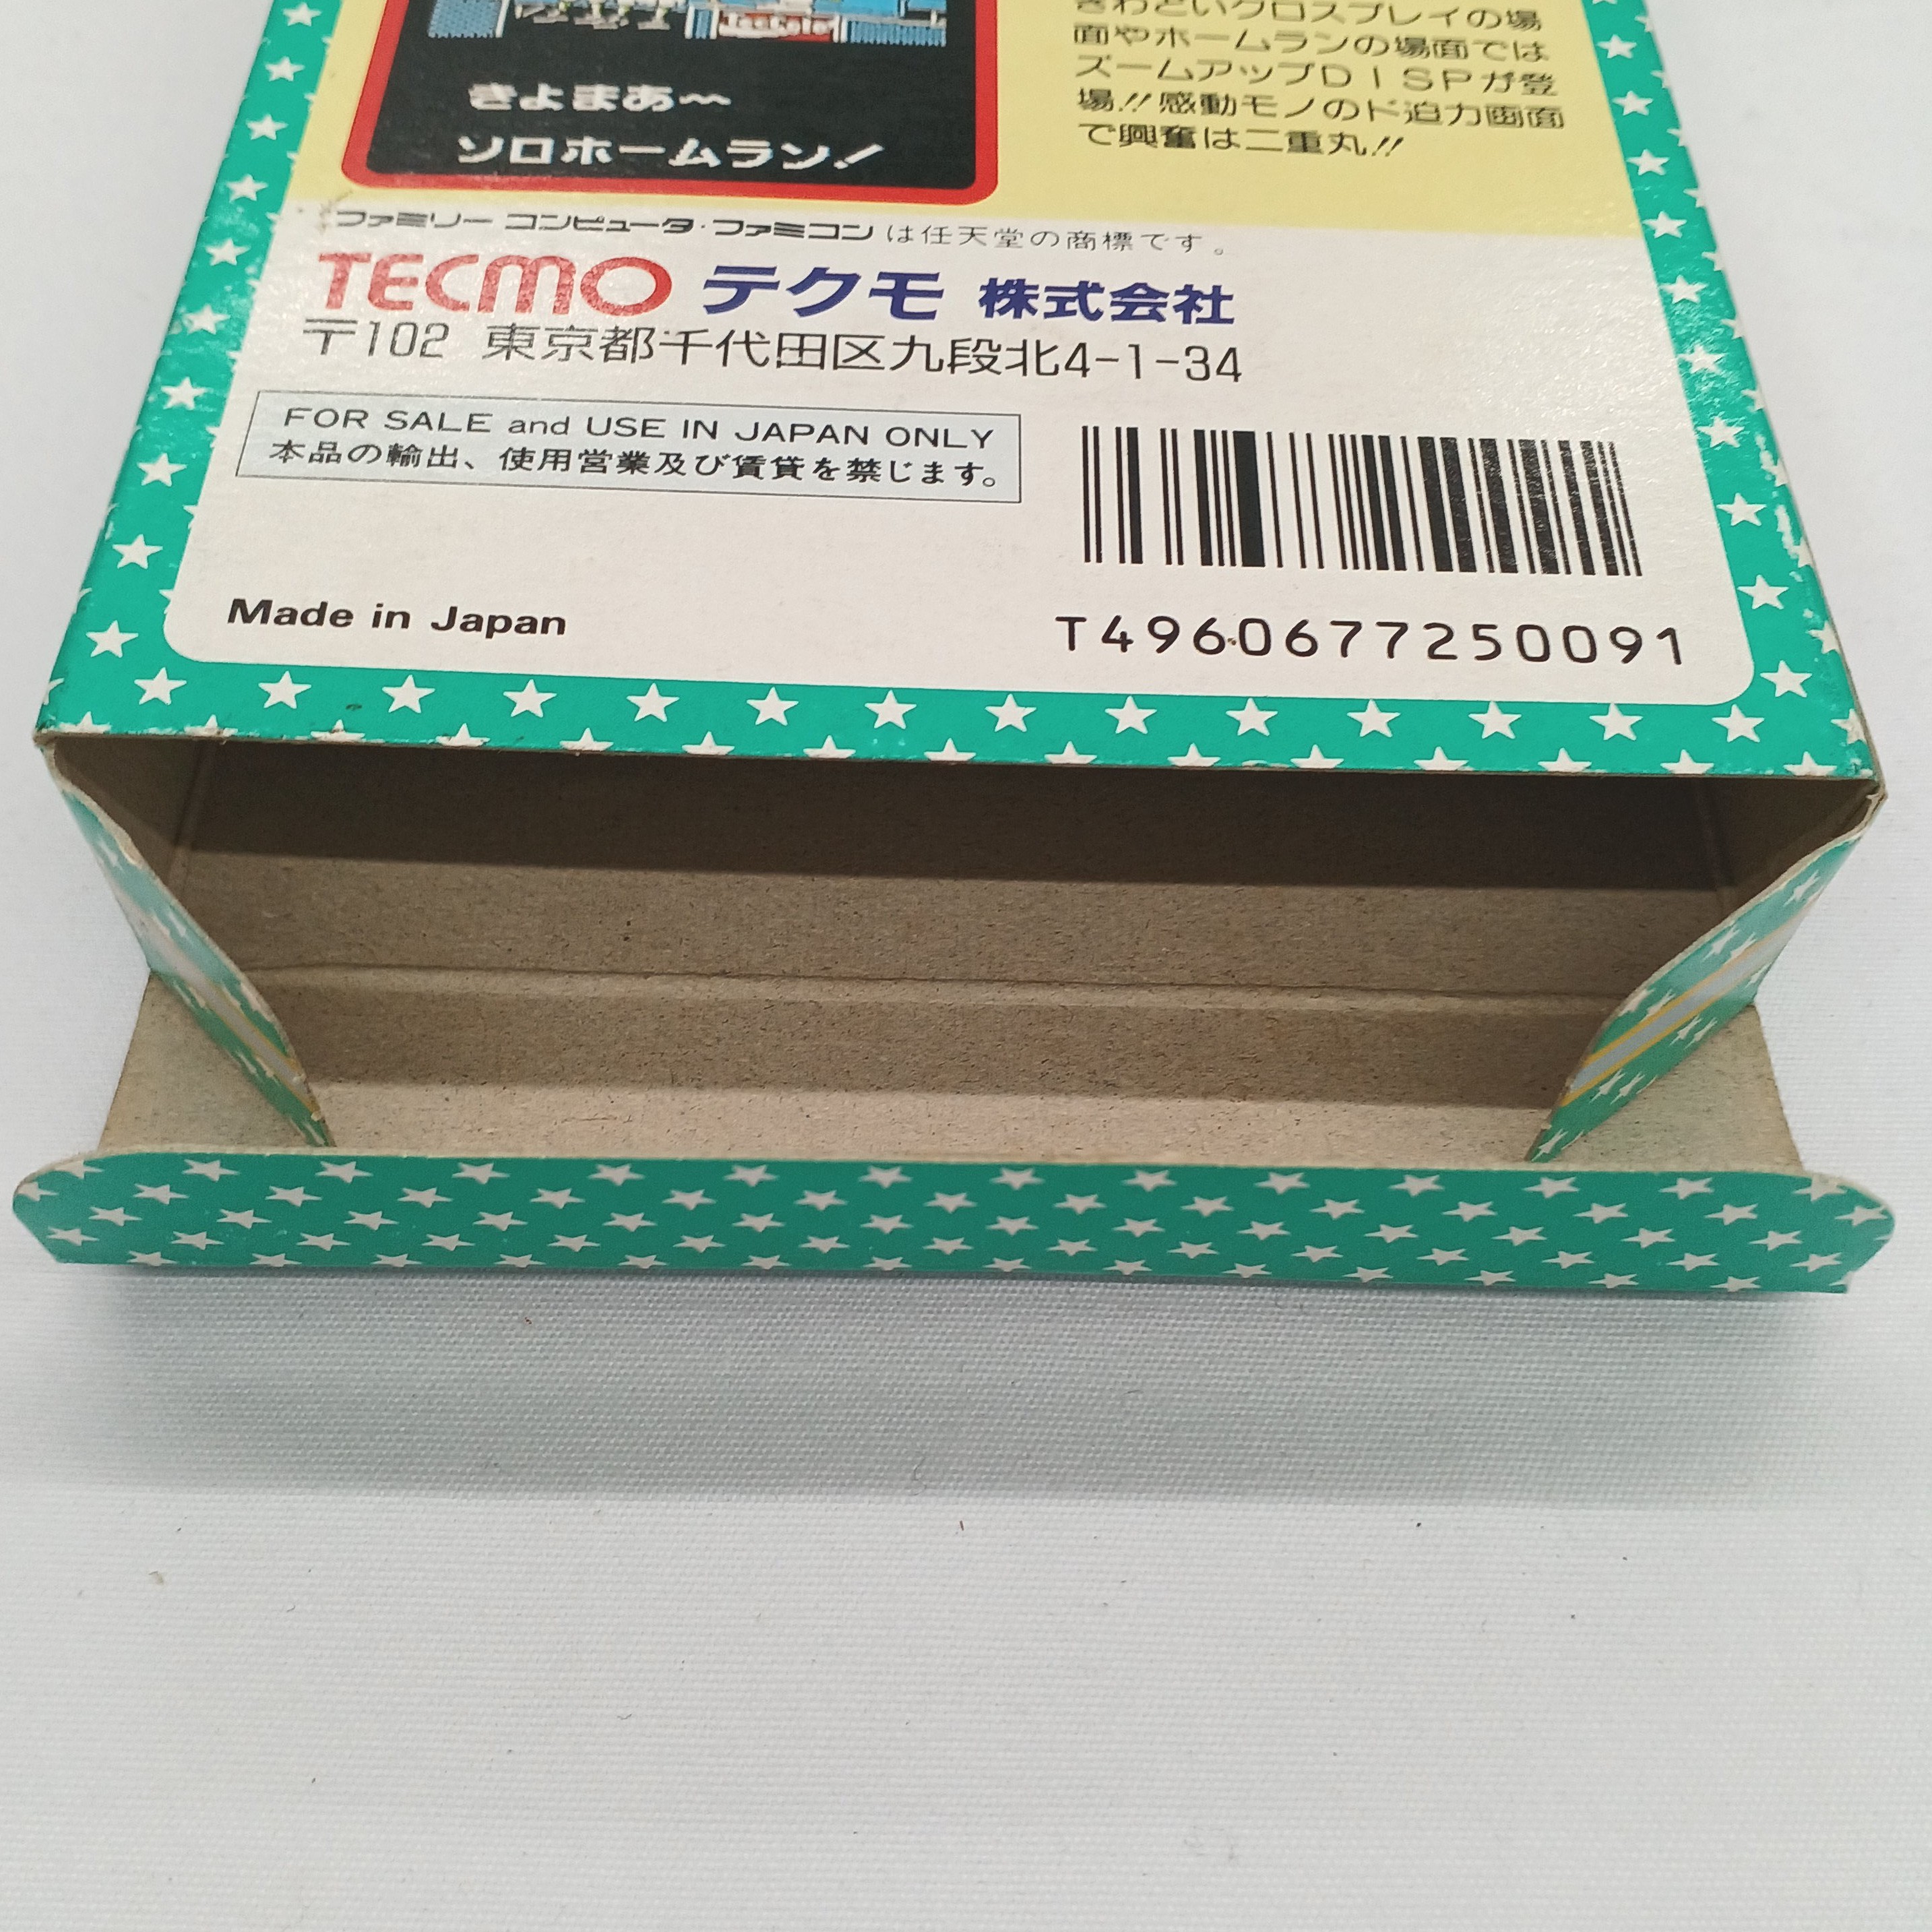 きよまあ〜
ソロホームラン！
きわどいクロスプレイの場
面やホームランの場面では
ズームアップＤＩＳＰが登
場!!感動モノのド迫力画面
で興奮は二重丸!!
ファミリーコンピュータ・ファミコンは任天堂の商標です。
TECMO テクモ 株式会社
〒102 東京都千代田区九段北4-1-34
FOR SALE and USE IN JAPAN ONLY
本品の輸出、使用営業及び賃貸を禁じます。
Made in Japan
T4960677250091